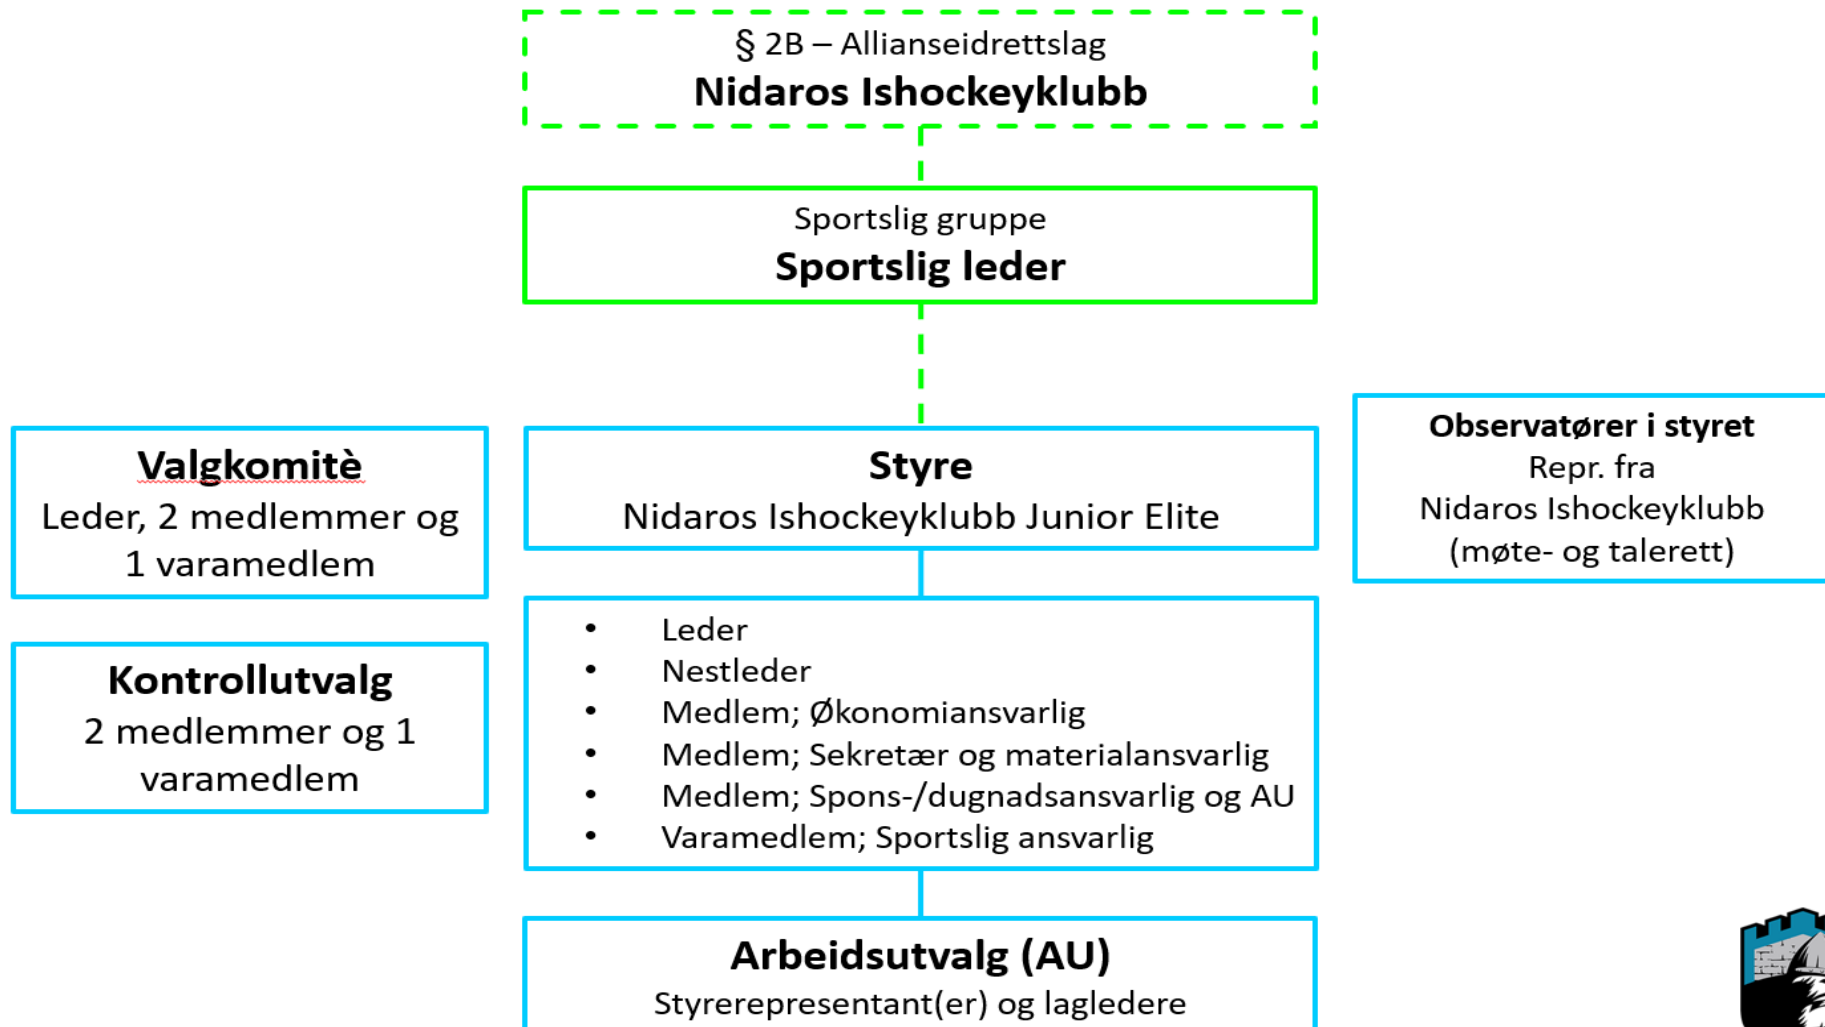 § 2B – Allianseidrettslag
Nidaros Ishockeyklubb
Sportslig gruppe
Sportslig leder
Valgkomitè
Leder, 2 medlemmer og
1 varamedlem
Styre
Nidaros Ishockeyklubb Junior Elite
Observatører i styret
Repr. fra
Nidaros Ishockeyklubb
(møte- og talerett)
Kontrollutvalg
2 medlemmer og 1
varamedlem
• Leder
• Nestleder
• Medlem; Økonomiansvarlig
• Medlem; Sekretær og materialansvarlig
• Medlem; Spons-/dugnadsansvarlig og AU
• Varamedlem; Sportslig ansvarlig
Arbeidsutvalg (AU)
Styrerepresentant(er) og lagledere